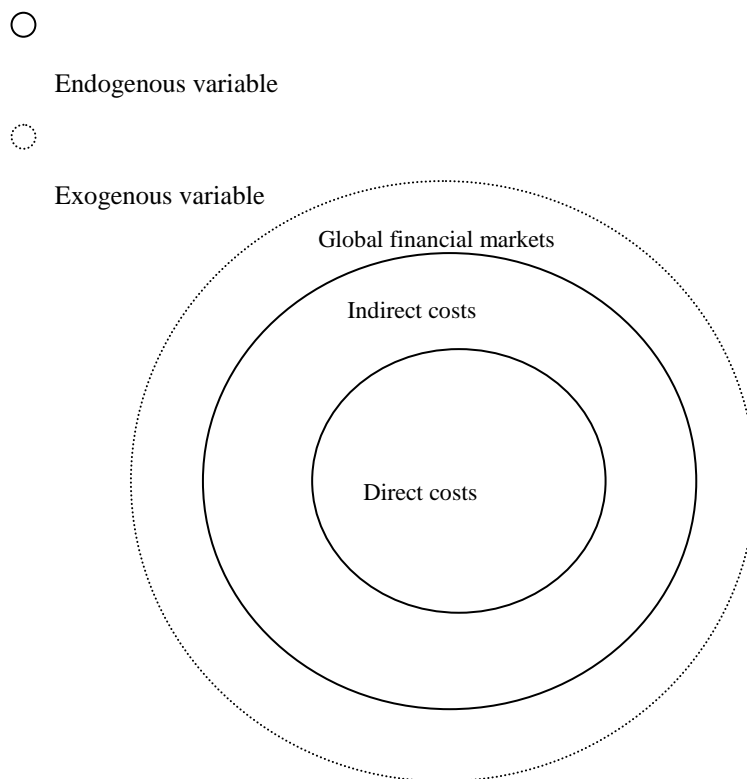 Endogenous variable
Exogenous variable
Global financial markets
Indirect costs
Direct costs